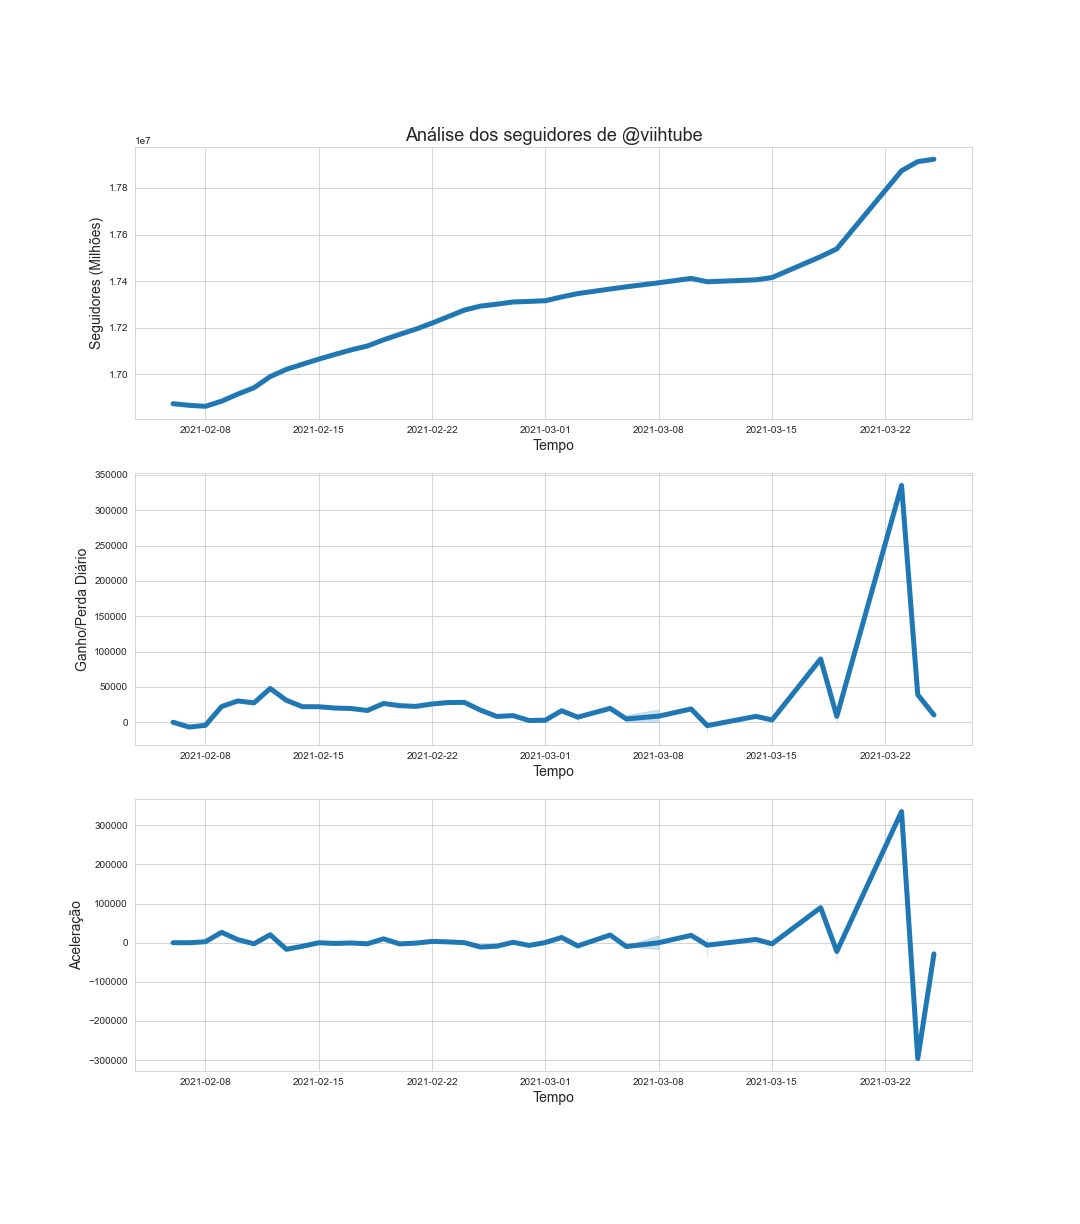 Análise dos seguidores de @viihtube
1e7
1.78
1.76
1.74
1.72
1.70
Seguidores (Milhões)
2021-02-08 2021-02-15 2021-02-22 2021-03-01 2021-03-08 2021-03-15 2021-03-22
Tempo
350000
300000
250000
200000
150000
100000
50000
0
Ganho/Perda Diário
2021-02-08 2021-02-15 2021-02-22 2021-03-01 2021-03-08 2021-03-15 2021-03-22
Tempo
300000
200000
100000
0
−100000
−200000
−300000
Aceleração
2021-02-08 2021-02-15 2021-02-22 2021-03-01 2021-03-08 2021-03-15 2021-03-22
Tempo